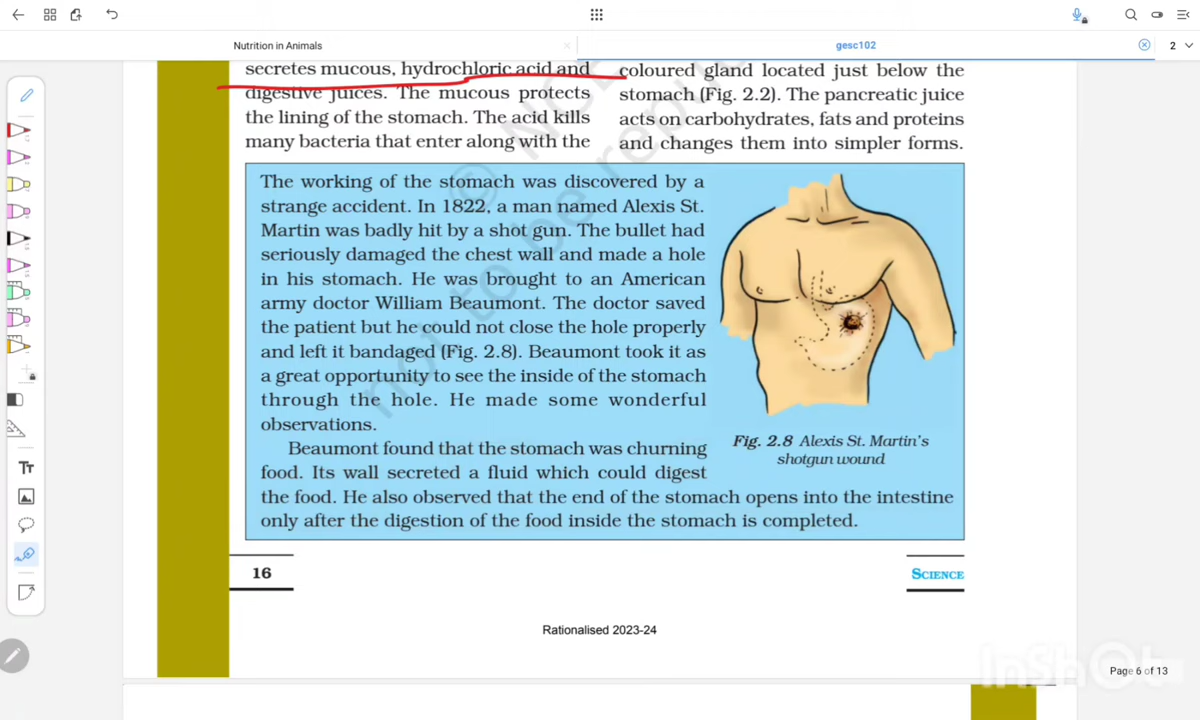 Nutrition in Animals
gesc102
2
secretes mucous, hydrochloric acid and
digestive juices. The mucous protects
the lining of the stomach. The acid kills
many bacteria that enter along with the
coloured gland located just below the
stomach (Fig. 2.2). The pancreatic juice
acts on carbohydrates, fats and proteins
and changes them into simpler forms.
The working of the stomach was discovered by a
strange accident. In 1822, a man named Alexis St.
Martin was badly hit by a shot gun. The bullet had
seriously damaged the chest wall and made a hole
in his stomach. He was brought to an American
army doctor William Beaumont. The doctor saved
the patient but he could not close the hole properly
and left it bandaged (Fig. 2.8). Beaumont took it as
a great opportunity to see the inside of the stomach
through the hole. He made some wonderful
observations.
Beaumont found that the stomach was churning
food. Its wall secreted a fluid which could digest
the food. He also observed that the end of the stomach opens into the intestine
only after the digestion of the food inside the stomach is completed.
Fig. 2.8 Alexis St. Martin's
shotgun wound
16
SCIENCE
Rationalised 2023-24
Tт
InShOt
Page 6 of 13